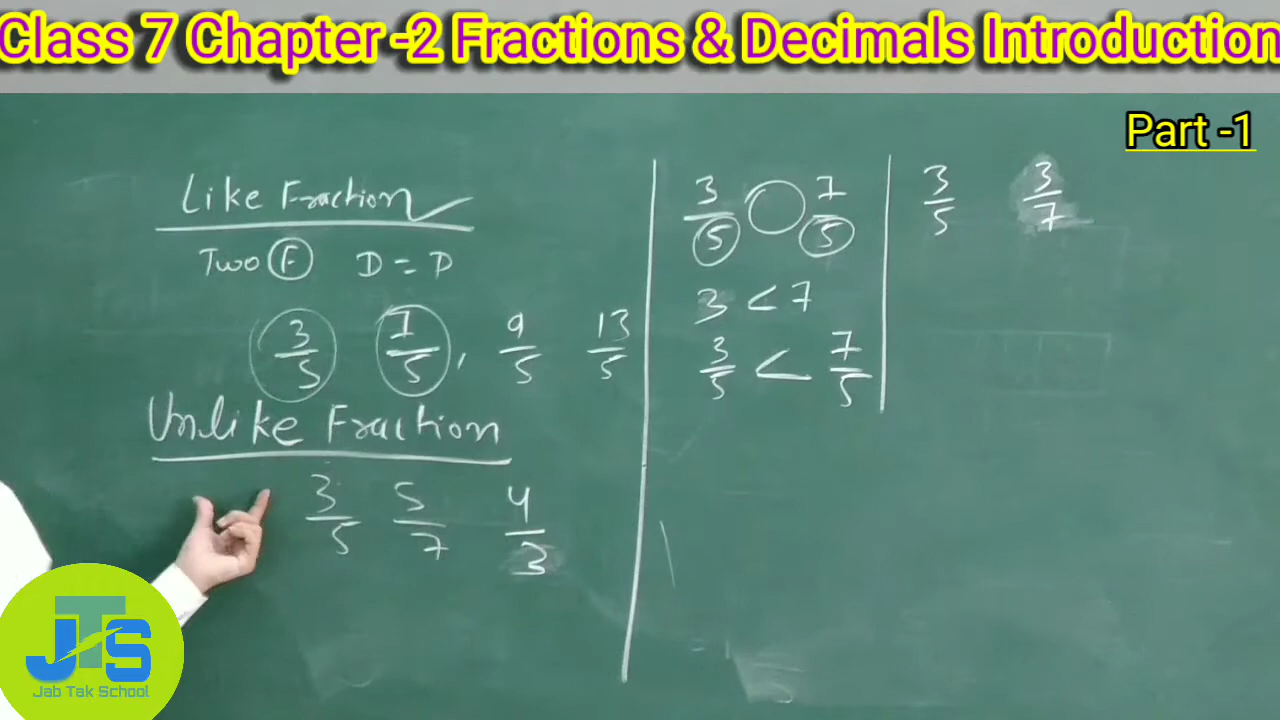 Class 7 Chapter -2 Fractions & Decimals Introduction
Part -1
Like Fraction
Two F D = D
3/5 7/5, 9/5 13/5
Unlike Fraction
3/5 5/7 4/3
3/5 7/5
3 < 7
3/5 < 7/5
3/5 3/7
JTS
Jab Tak School